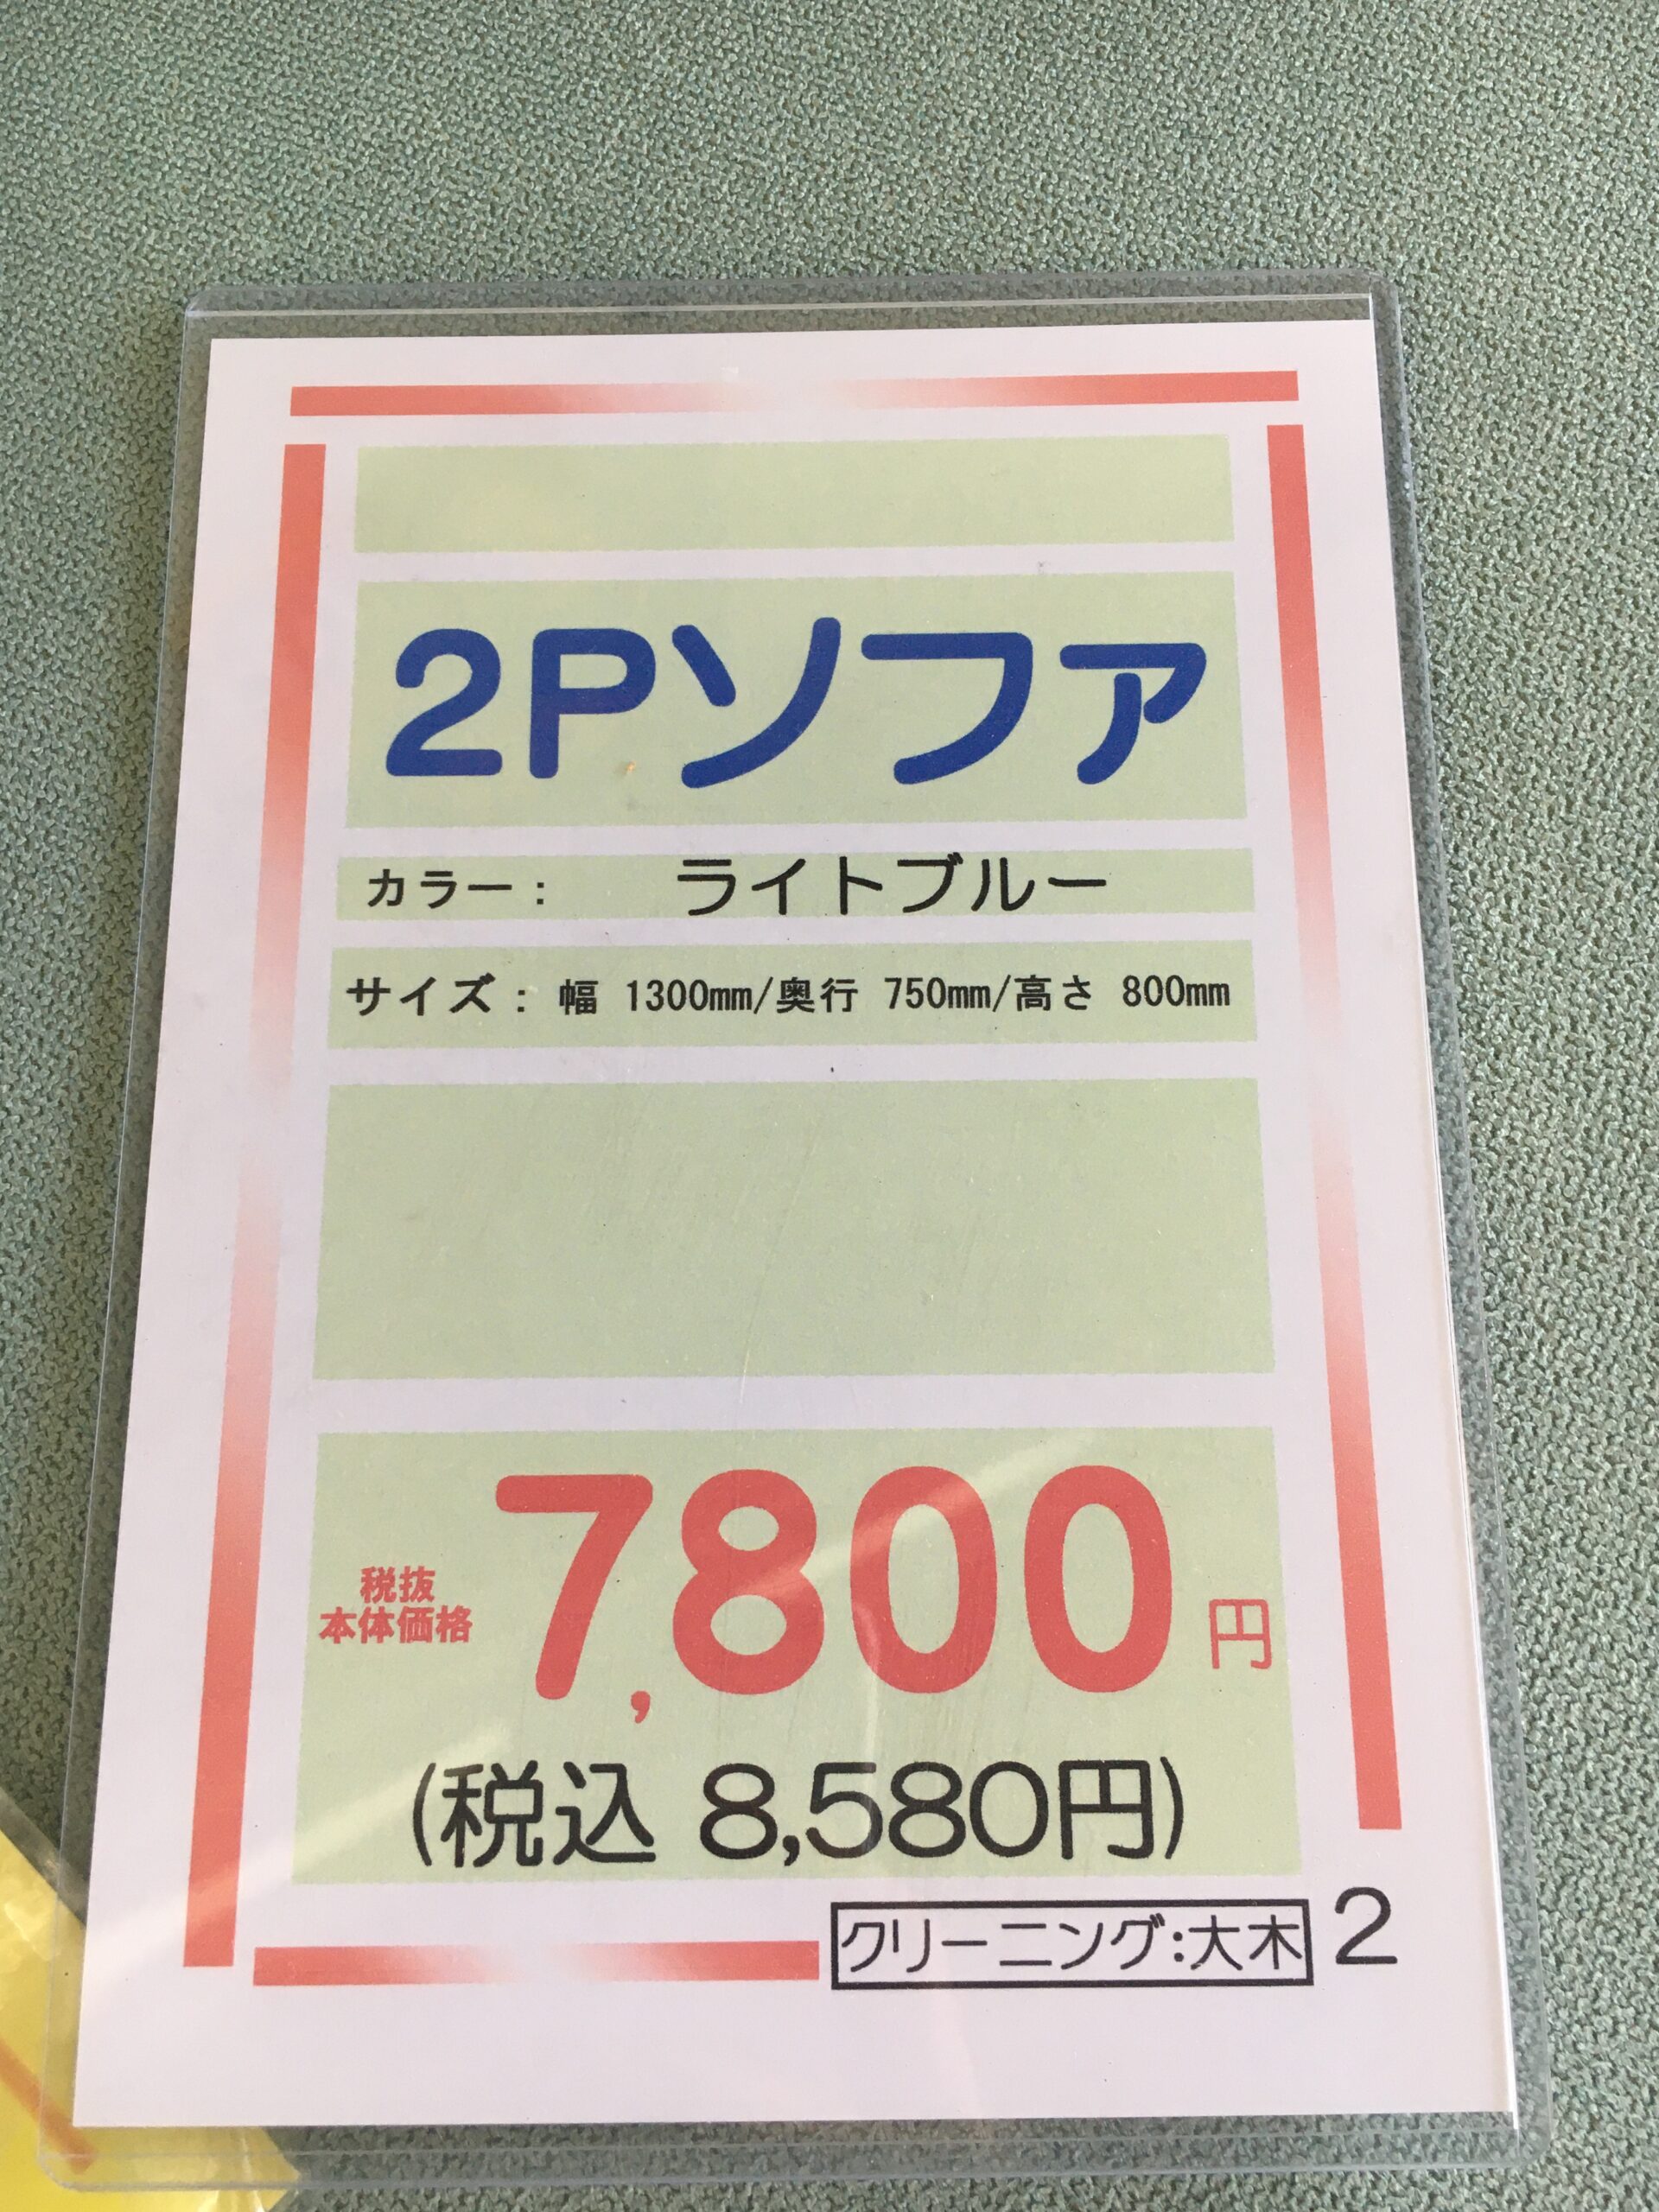 2Pソファ
カラー： ライトブルー
サイズ：幅 1300mm/奥行 750mm/高さ 800mm
税抜
本体価格
7,800円
(税込 8,580円)
クリーニング:大木 2